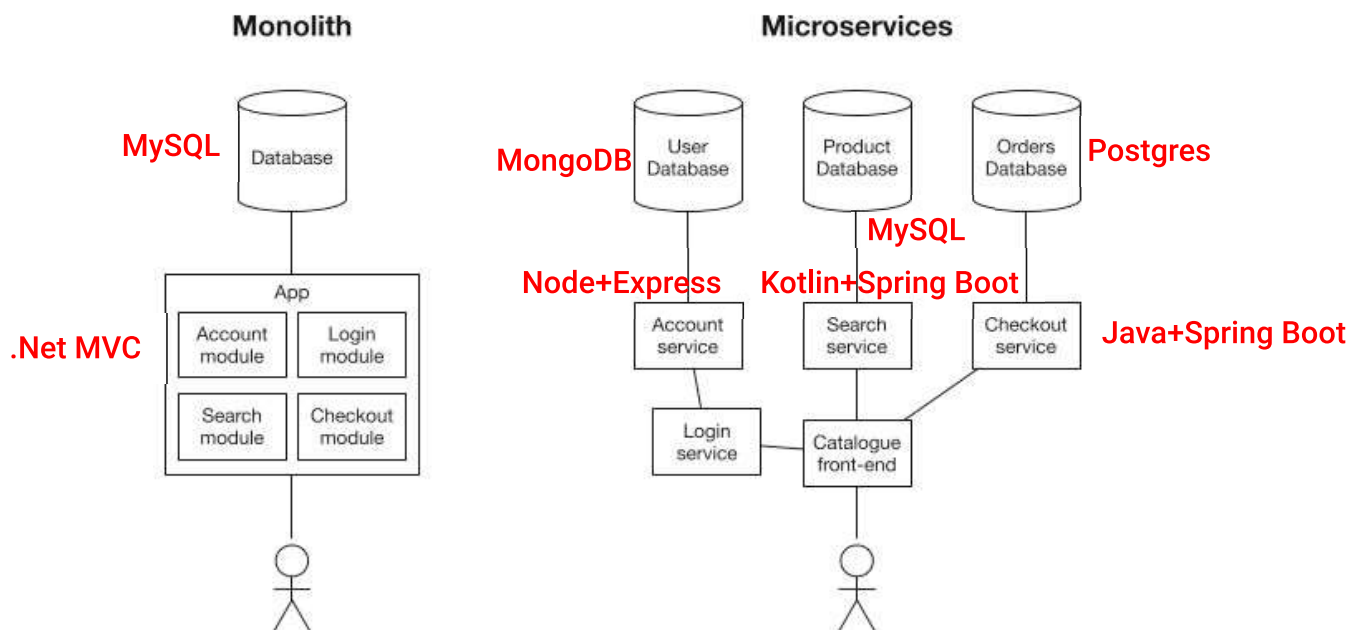 Monolith
Microservices
MySQL
Database
MongoDB
User
Database
Product
Database
Orders
Database
Postgres
MySQL
App
Account
module
Login
module
Search
module
Checkout
module
.Net MVC
Node+Express
Kotlin+Spring Boot
Account
service
Search
service
Checkout
service
Java+Spring Boot
Login
service
Catalogue
front-end